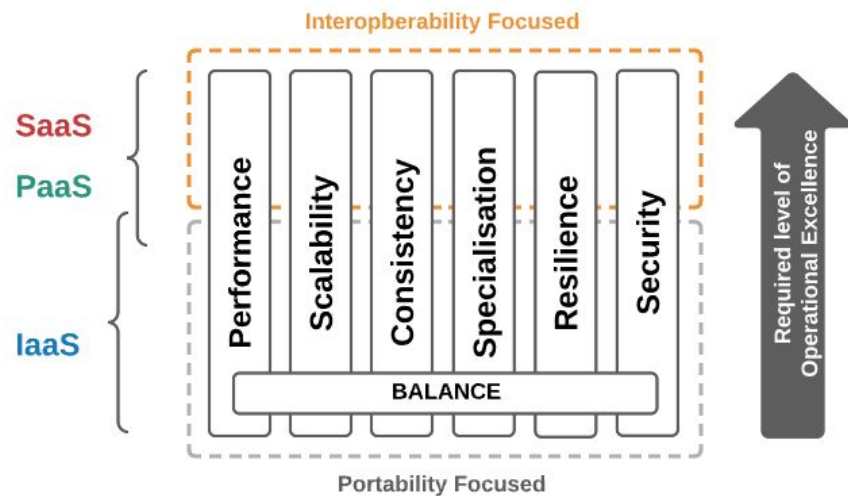 Interopberability Focused
SaaS
PaaS
IaaS
Performance
Scalability
Consistency
Specialisation
Resilience
Security
BALANCE
Required level of
Operational Excellence
Portability Focused